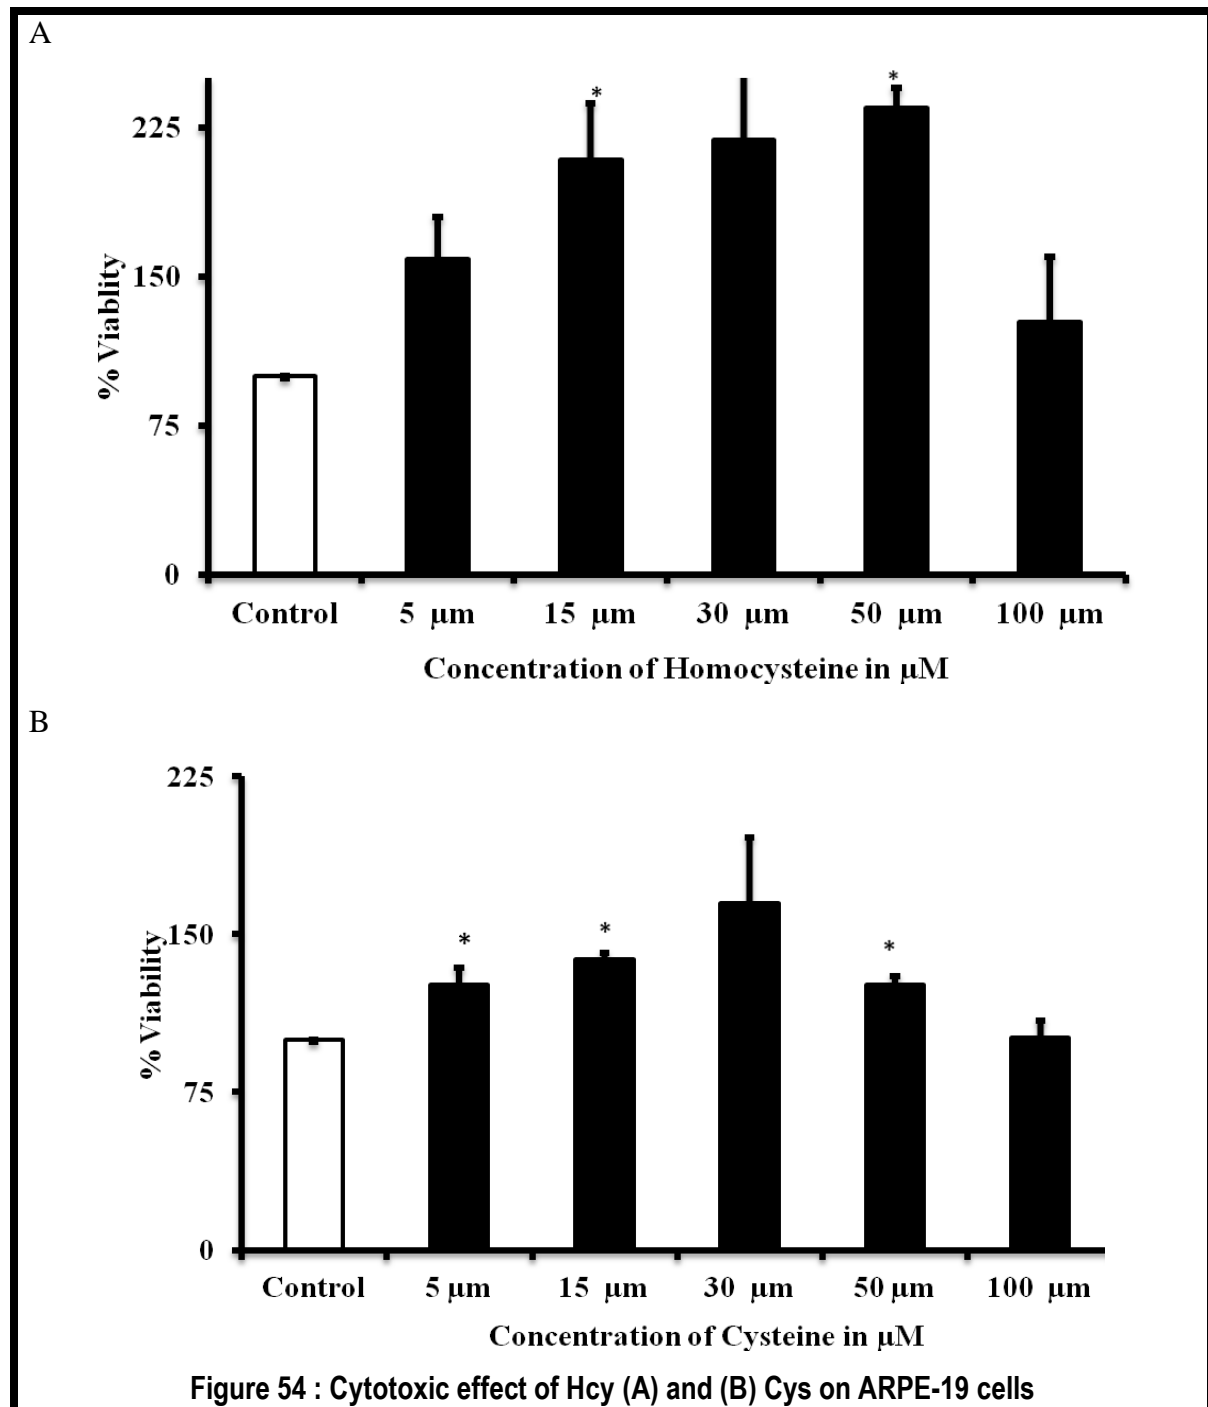 A
*
*
225
150
75
0
% Viablity
Control 5 μm 15 μm 30 μm 50 μm 100 μm
Concentration of Homocysteine in μM
B
225
150
75
0
% Viability
*
*
*
Control 5 μm 15 μm 30 μm 50 μm 100 μm
Concentration of Cysteine in μM
Figure 54 : Cytotoxic effect of Hcy (A) and (B) Cys on ARPE-19 cells